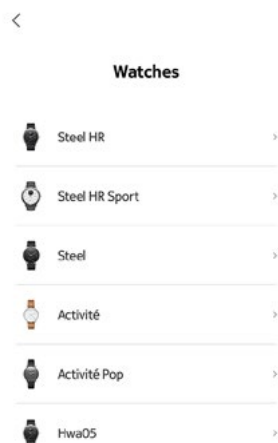 Watches
Steel HR
Steel HR Sport
Steel
Activité
Activité Pop
Hwa05